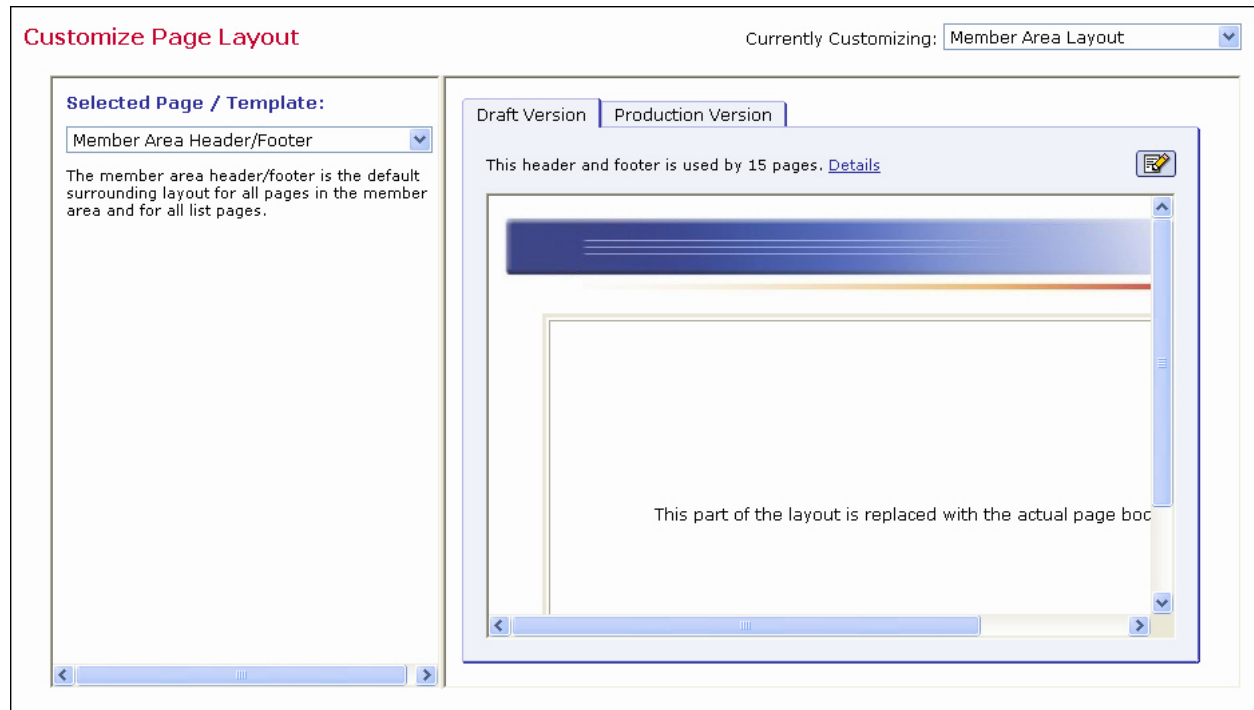 Customize Page Layout
Currently Customizing: Member Area Layout
Selected Page / Template:
Member Area Header/Footer
The member area header/footer is the default
surrounding layout for all pages in the member
area and for all list pages.
Draft Version
Production Version
This header and footer is used by 15 pages. Details
This part of the layout is replaced with the actual page boc